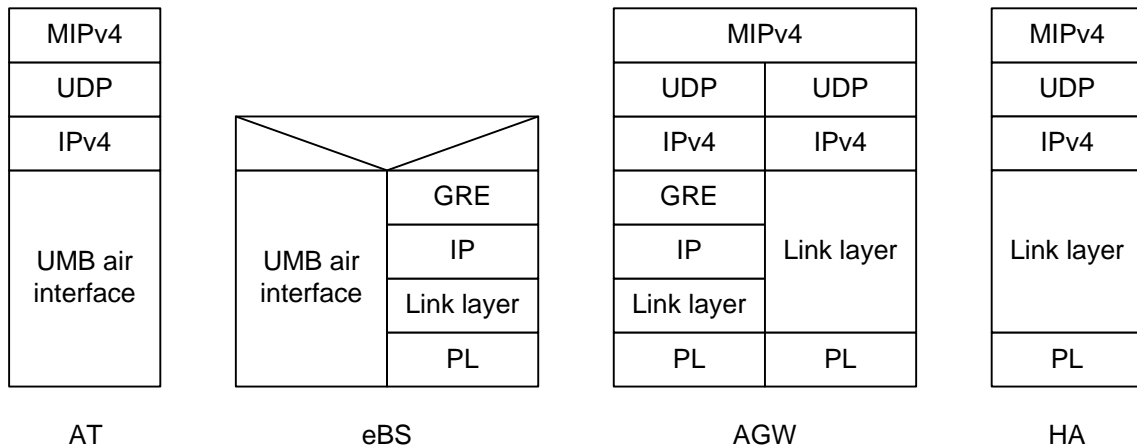 MIPv4
UDP
IPv4
UMB air
interface
AT
UMB air
interface
GRE
IP
Link layer
PL
eBS
MIPv4
UDP
UDP
IPv4
IPv4
GRE
IP
Link layer
PL
Link layer
PL
AGW
MIPv4
UDP
IPv4
Link layer
PL
HA